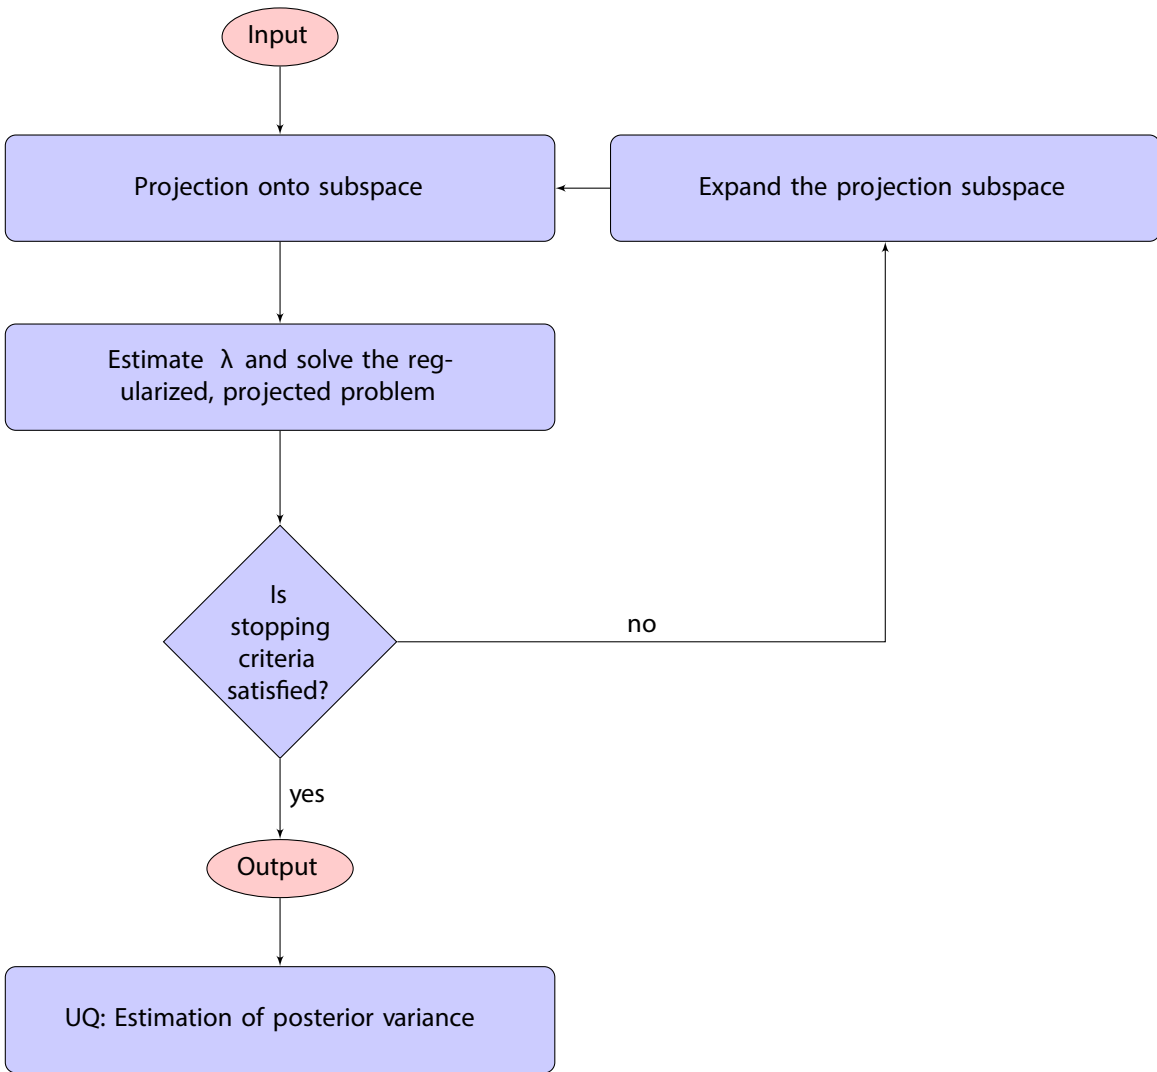 Input
Projection onto subspace
Expand the projection subspace
Estimate λ and solve the reg-
ularized, projected problem
Is
stopping
criteria
satisfied?
no
yes
Output
UQ: Estimation of posterior variance